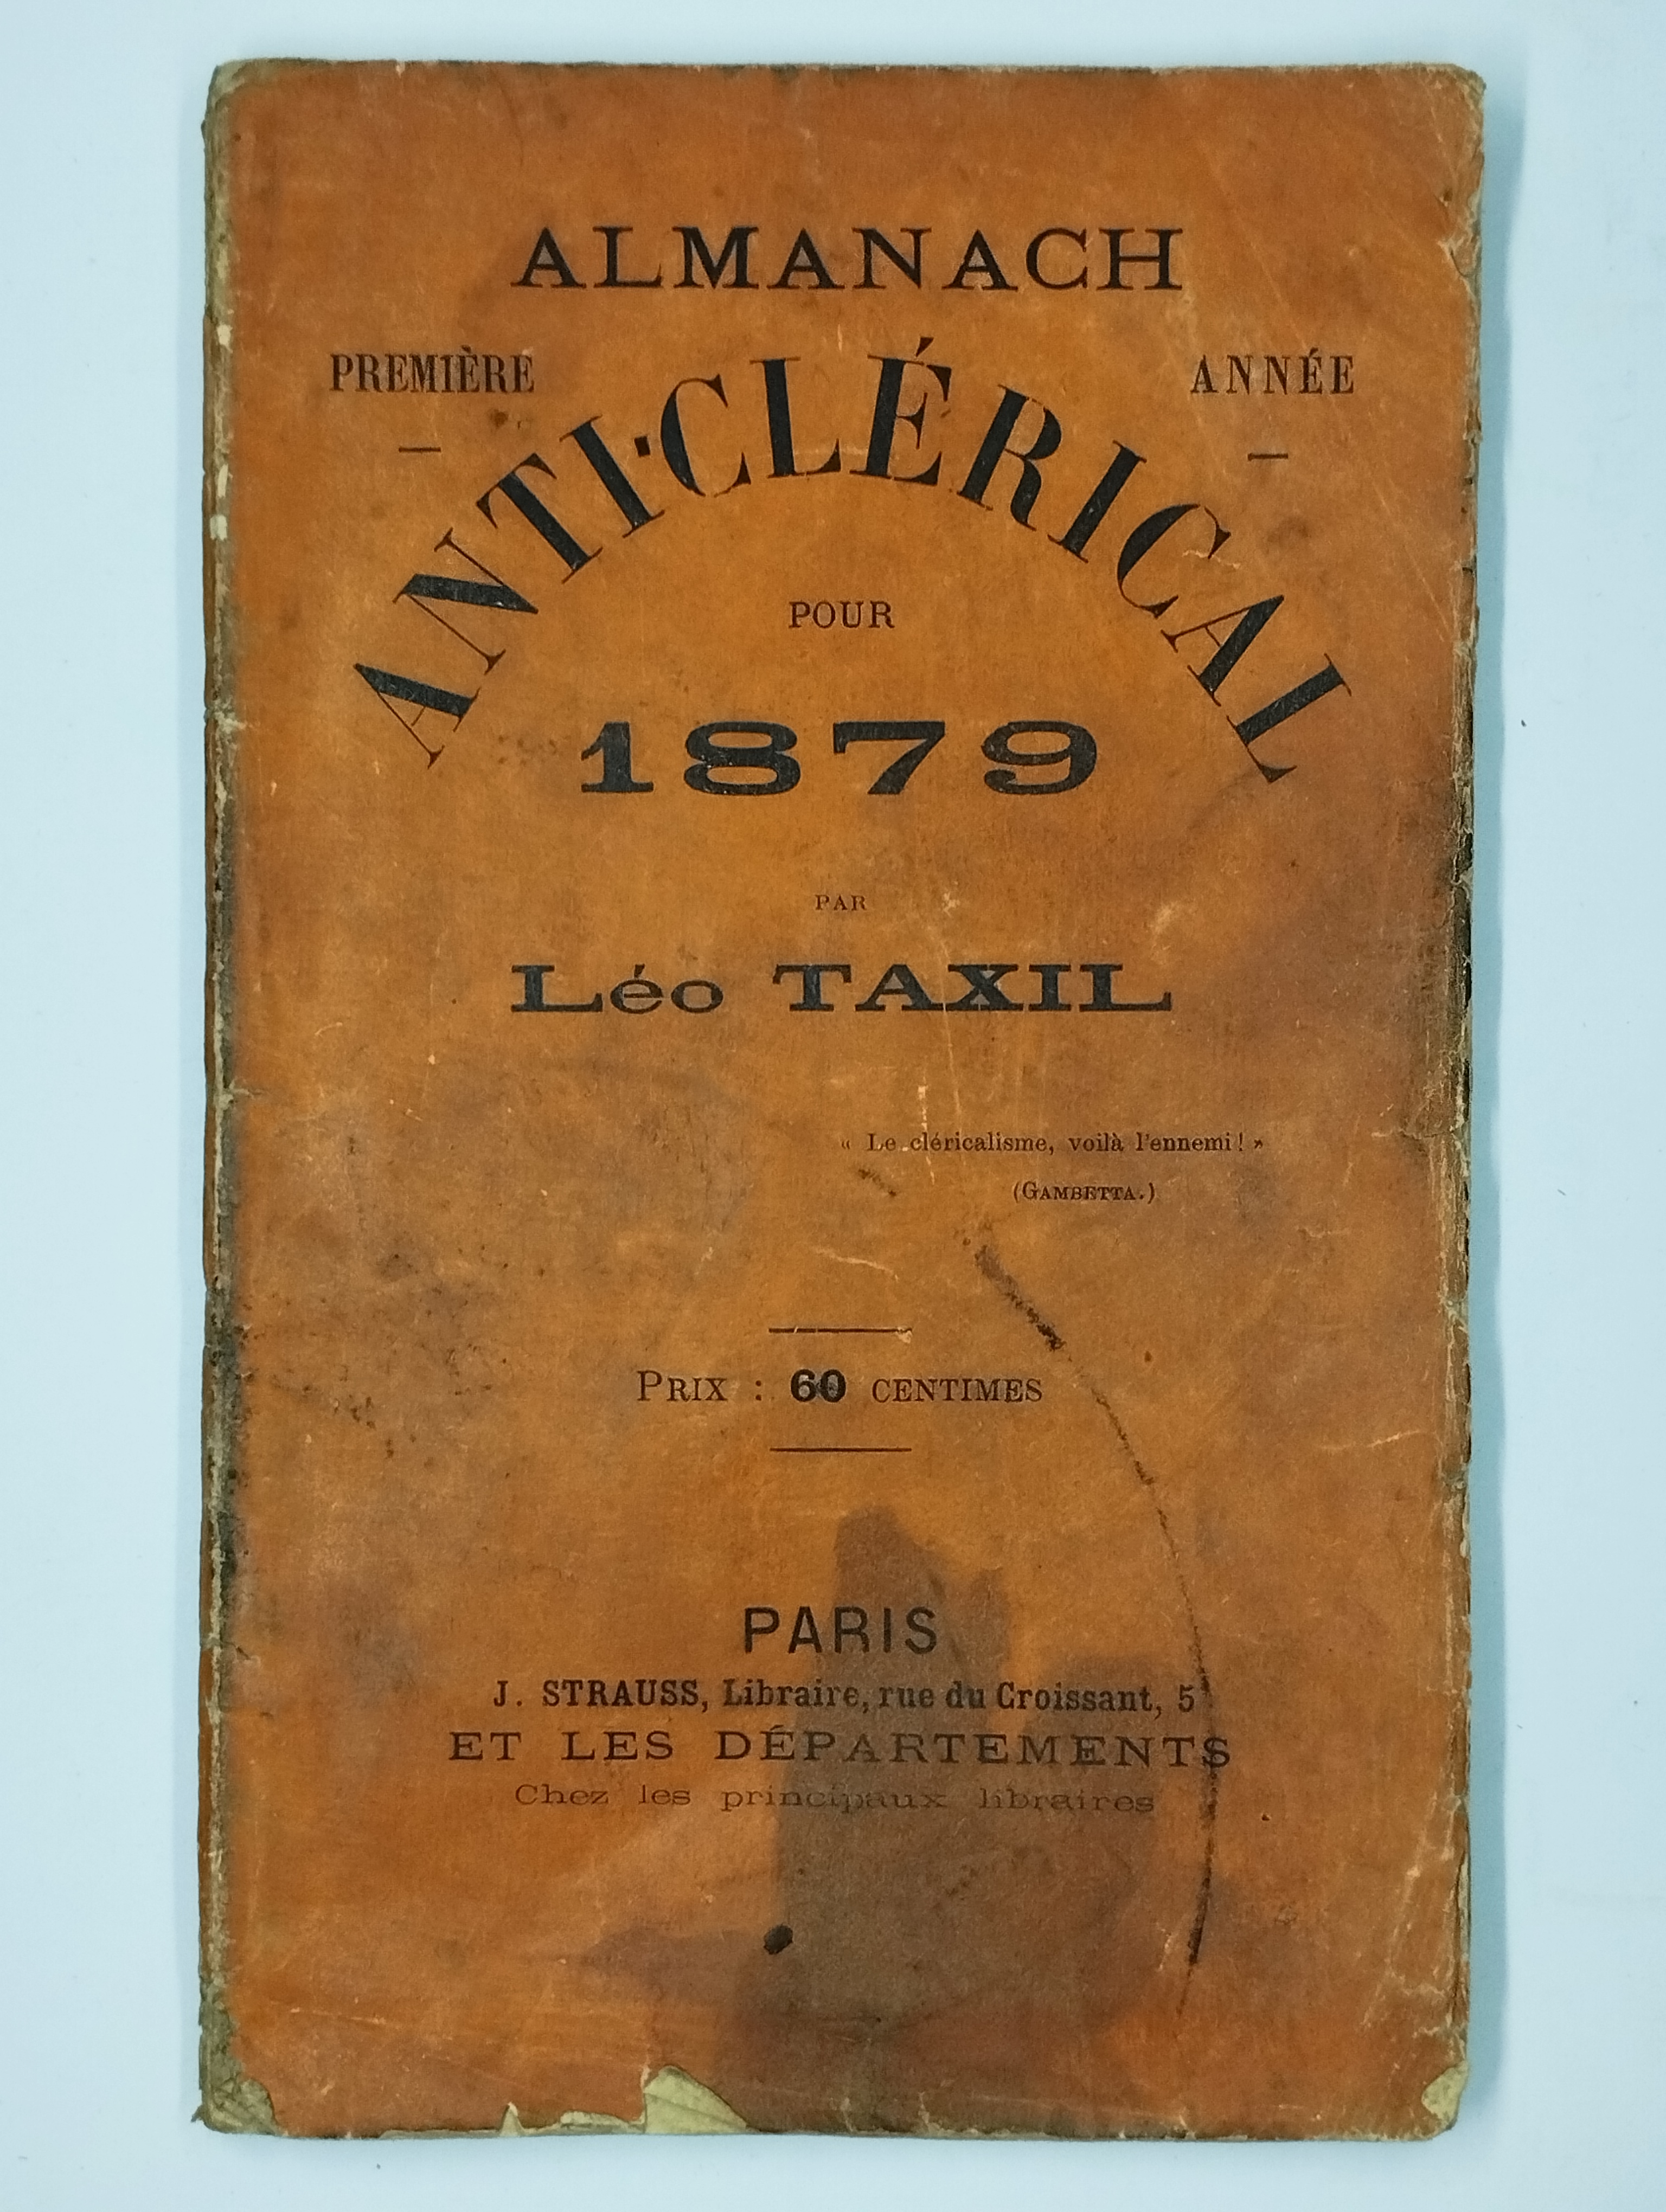 ALMANACH
PREMIÈRE ANNÉE
ANTI-CLÉRICAL
POUR
1879
PAR
Léo TAXIL
« Le cléricalisme, voilà l'ennemi ! »
(GAMBETTA.)
PRIX : 60 CENTIMES
PARIS
J. STRAUSS, Libraire, rue du Croissant, 5
ET LES DÉPARTEMENTS
Chez les principaux libraires